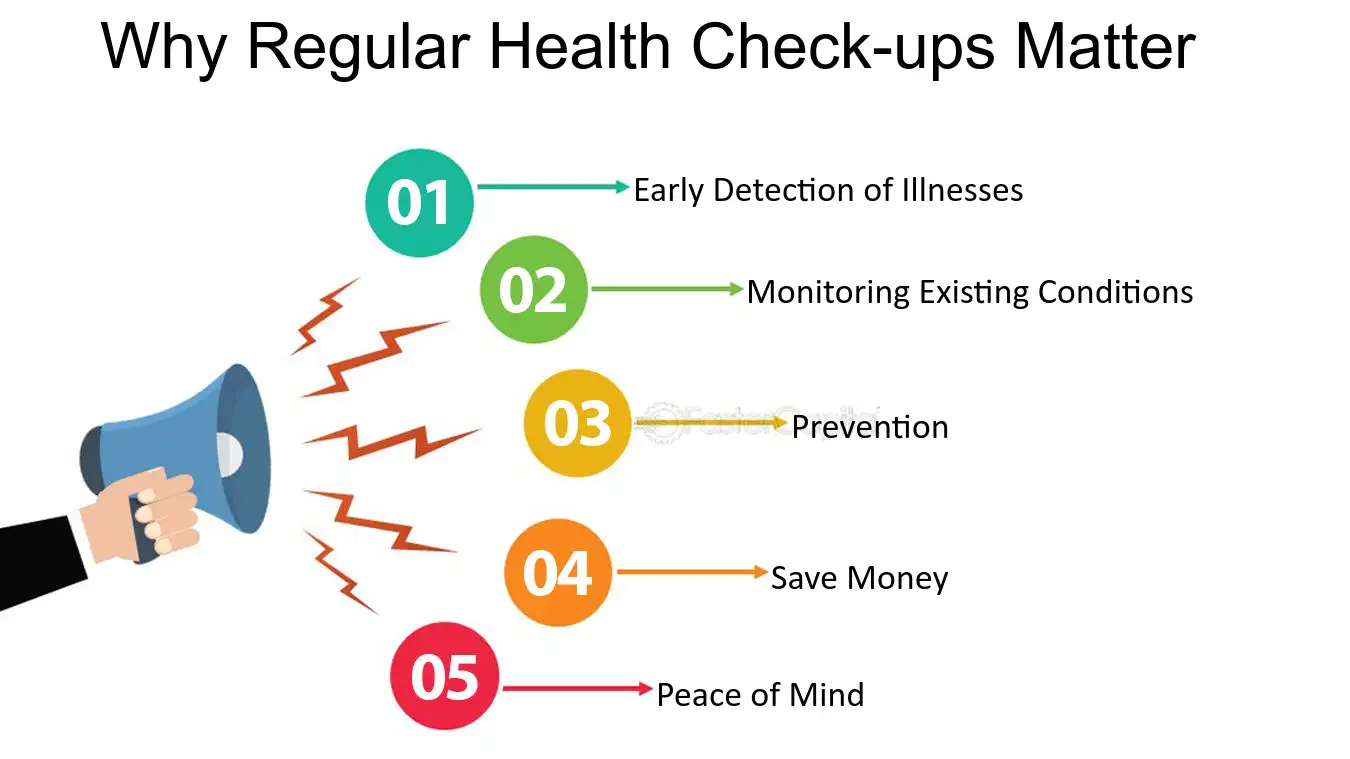 Why Regular Health Check-ups Matter
01
Early Detection of Illnesses
02
Monitoring Existing Conditions
03
FasterCapital
Prevention
04
Save Money
05
Peace of Mind